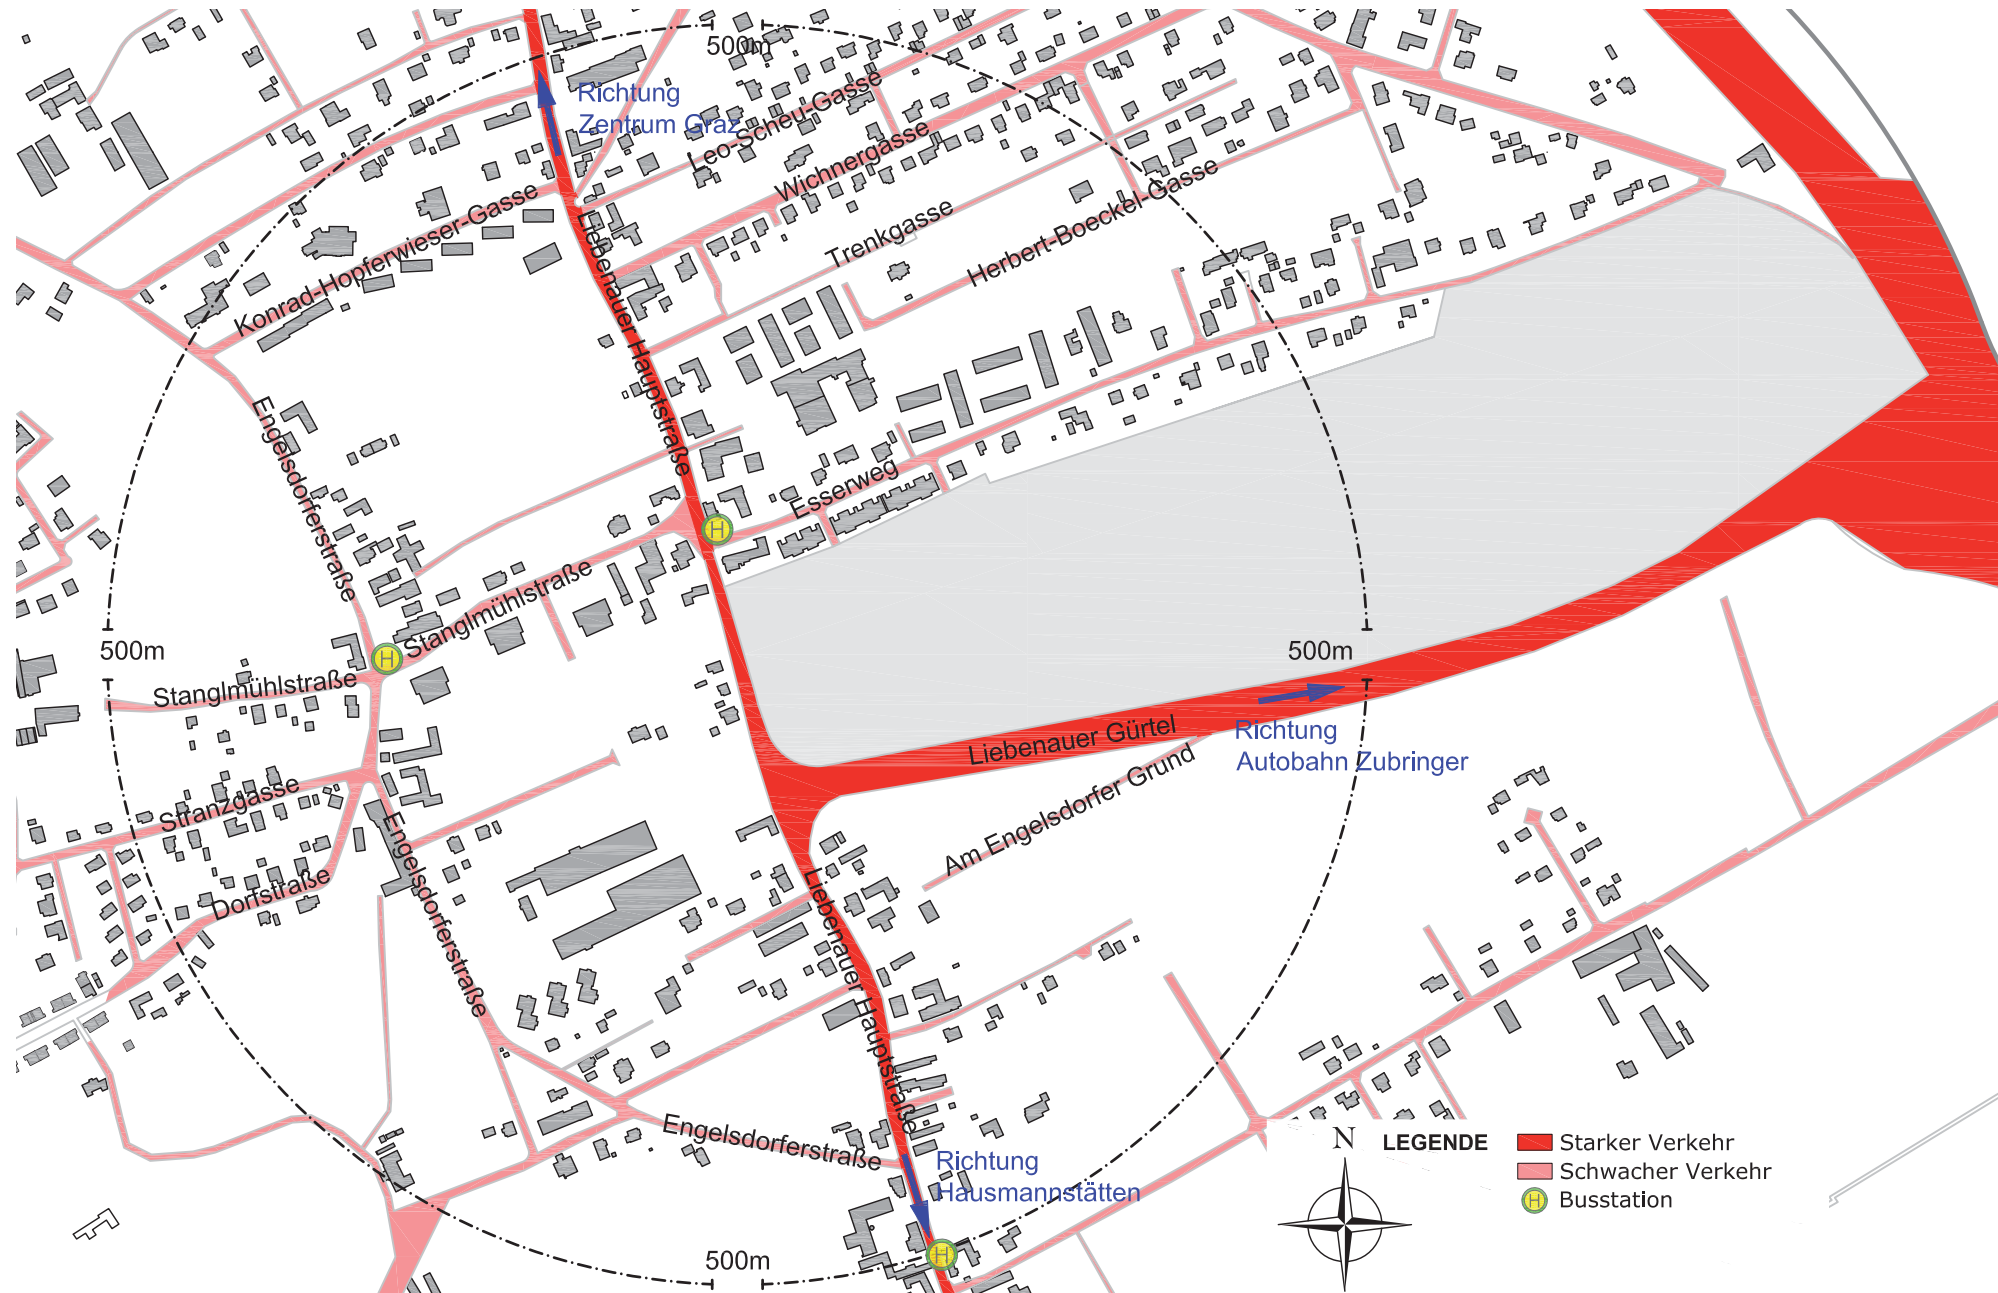 500m
Richtung
Zentrum Graz
Leo-Scheu-Gasse
Wichnergasse
Konrad-Hopferwieser-Gasse
Liebenauer Hauptstraße
Trenkgasse
Herbert-Boeckel-Gasse
Engelsdorferstraße
Esserweg
H
Stanglmühlstraße
H
500m
500m
Stanglmühlstraße
Liebenauer Gürtel
Richtung
Autobahn Zubringer
Am Engelsdorfer Grund
Stranzgasse
Dorfstraße
Engelsdorferstraße
Liebenauer Hauptstraße
Engelsdorferstraße
Richtung
Hausmannstätten
H
500m
N
LEGENDE
Starker Verkehr
Schwacher Verkehr
H Busstation